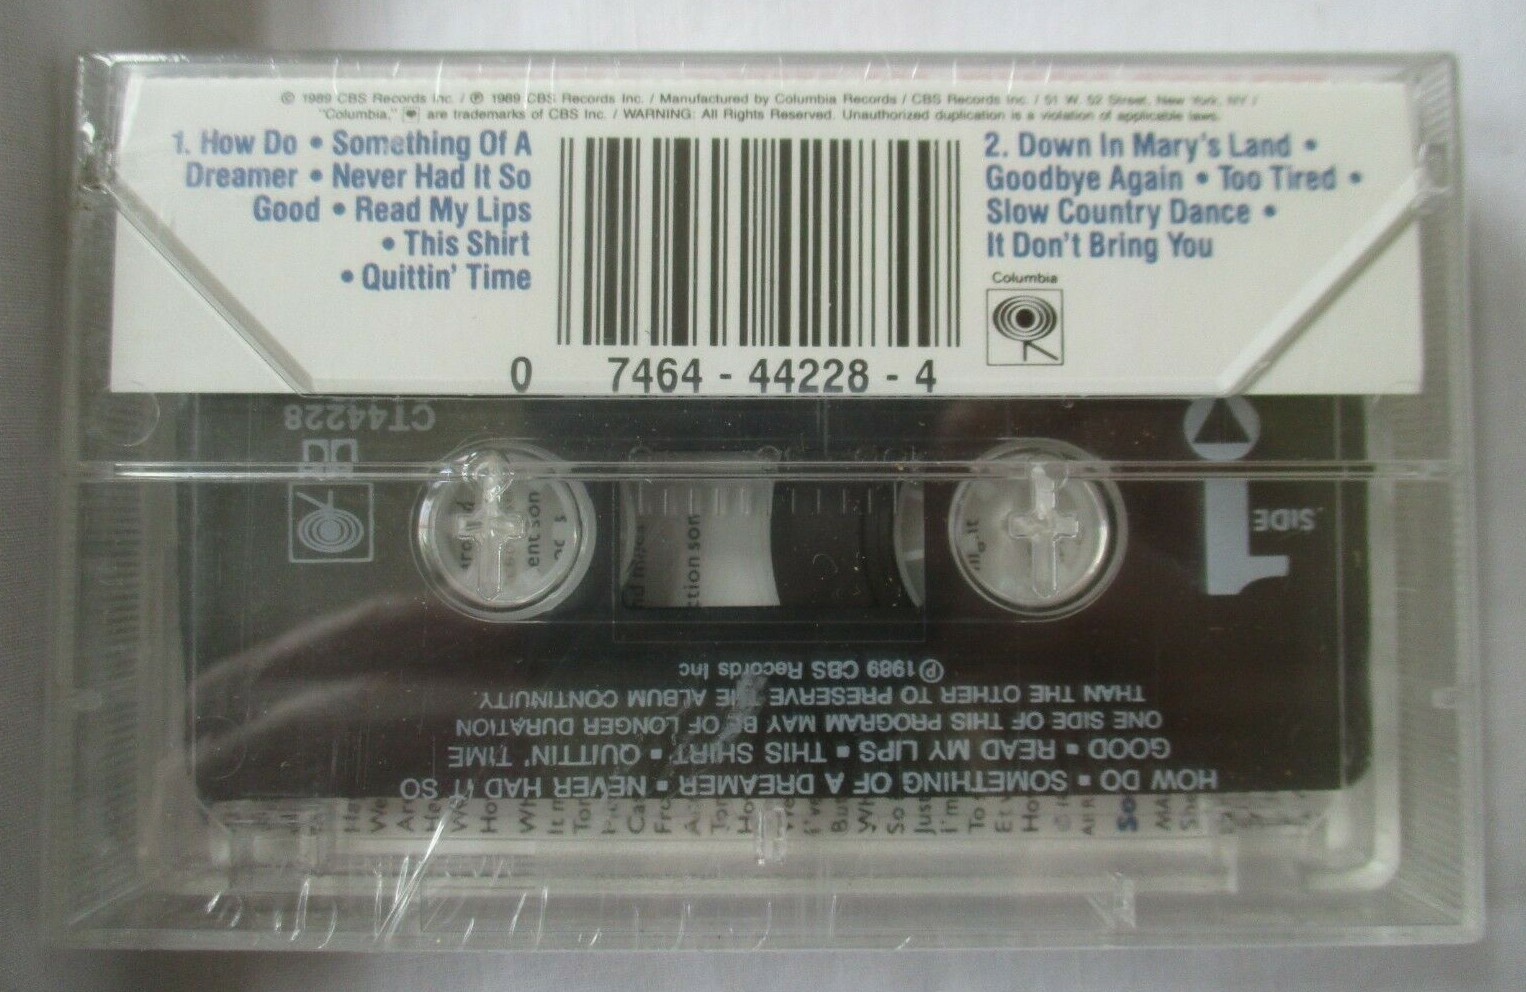 © 1989 CBS Records Inc. / ℗ 1989 CBS Records Inc. / Manufactured by Columbia Records / CBS Records Inc. / 51 W. 52 Street, New York, NY /
"Columbia," are trademarks of CBS Inc. / WARNING: All Rights Reserved. Unauthorized duplication is a violation of applicable laws.
1. How Do • Something Of A
Dreamer • Never Had It So
Good • Read My Lips
• This Shirt
• Quittin' Time
2. Down In Mary's Land •
Goodbye Again • Too Tired •
Slow Country Dance •
It Don't Bring You
Columbia
0 7464 - 44228 - 4
CT44228
SIDE
1
ent son
ction son
℗ 1989 CBS Records Inc
HOW DO ▪ SOMETHING OF A DREAMER ▪ NEVER HAD IT SO
GOOD ▪ READ MY LIPS ▪ THIS SHIRT ▪ QUITTIN' TIME
ONE SIDE OF THIS PROGRAM MAY BE OF LONGER DURATION
THAN THE OTHER TO PRESERVE THE ALBUM CONTINUITY.